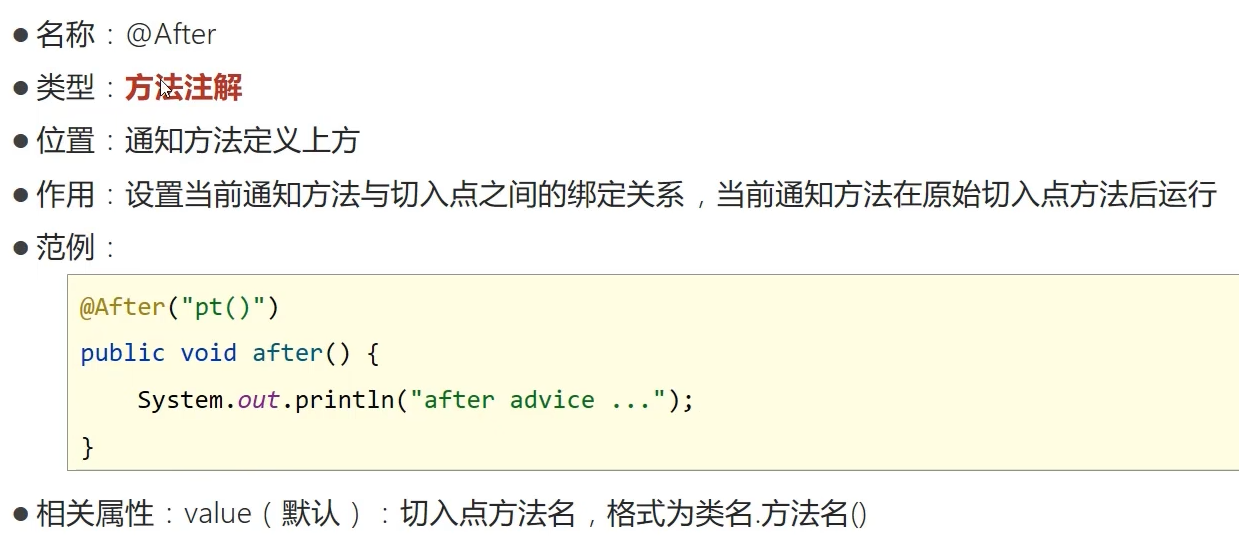 ● 名称：@After
● 类型：方法注解
● 位置：通知方法定义上方
● 作用：设置当前通知方法与切入点之间的绑定关系，当前通知方法在原始切入点方法后运行
● 范例：
@After("pt()")
public void after() {
    System.out.println("after advice ...");
}
● 相关属性：value（默认）：切入点方法名，格式为类名.方法名()